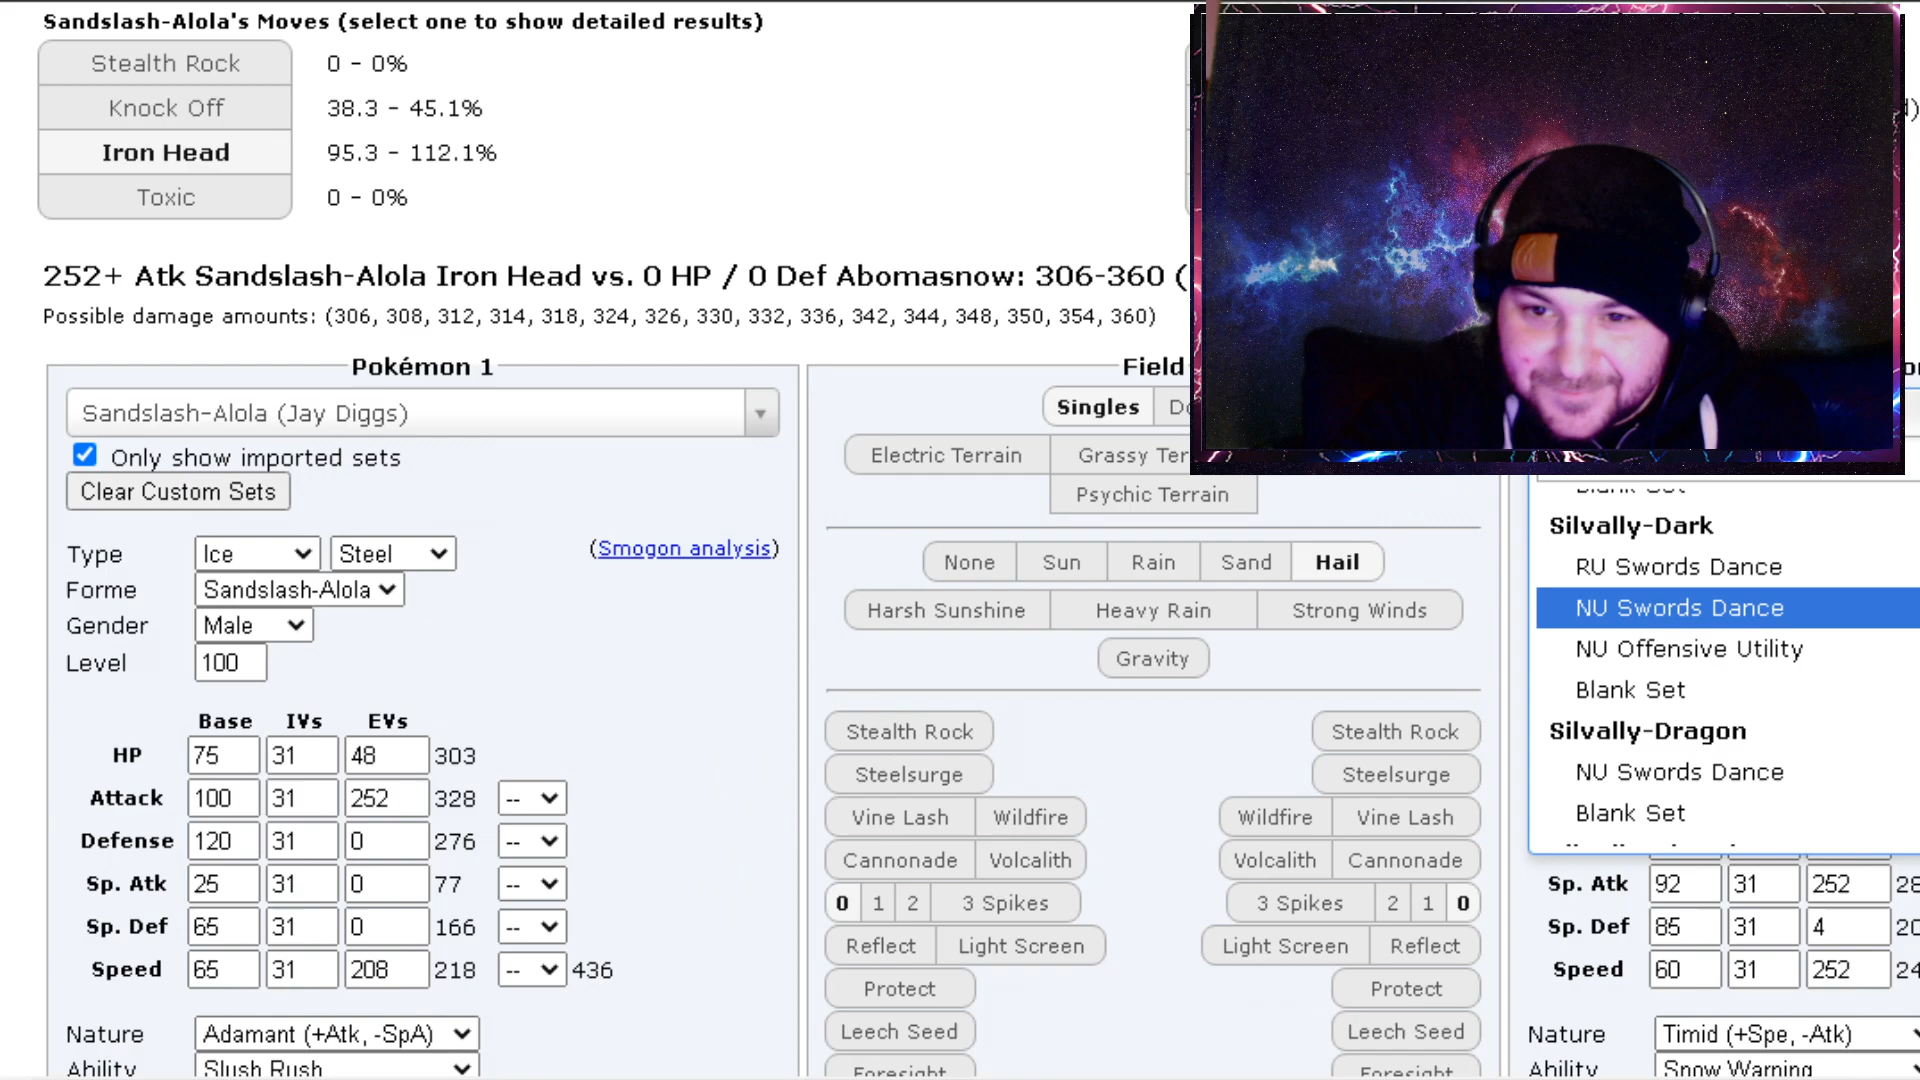 Sandslash-Alola's Moves (select one to show detailed results)
Stealth Rock 0 - 0%
Knock Off 38.3 - 45.1%
Iron Head 95.3 - 112.1%
Toxic 0 - 0%
252+ Atk Sandslash-Alola Iron Head vs. 0 HP / 0 Def Abomasnow: 306-360 (
Possible damage amounts: (306, 308, 312, 314, 318, 324, 326, 330, 332, 336, 342, 344, 348, 350, 354, 360)
Pokémon 1
Sandslash-Alola (Jay Diggs)
Only show imported sets
Clear Custom Sets
Type Ice Steel (Smogon analysis)
Forme Sandslash-Alola
Gender Male
Level 100
Base IVs EVs
HP 75 31 48 303
Attack 100 31 252 328 --
Defense 120 31 0 276 --
Sp. Atk 25 31 0 77 --
Sp. Def 65 31 0 166 --
Speed 65 31 208 218 -- 436
Nature Adamant (+Atk, -SpA)
Ability Slush Rush
Field
Singles
Electric Terrain Grassy
Psychic Terrain
None Sun Rain Sand Hail
Harsh Sunshine Heavy Rain Strong Winds
Gravity
Stealth Rock Stealth Rock
Steelsurge Steelsurge
Vine Lash Wildfire Wildfire Vine Lash
Cannonade Volcalith Volcalith Cannonade
0 1 2 3 Spikes 3 Spikes 2 1 0
Reflect Light Screen Light Screen Reflect
Protect Protect
Leech Seed Leech Seed
Foresight Foresight
Blank Set
Silvally-Dark
RU Swords Dance
NU Swords Dance
NU Offensive Utility
Blank Set
Silvally-Dragon
NU Swords Dance
Blank Set
Sp. Atk 92 31 252
Sp. Def 85 31 4
Speed 60 31 252
Nature Timid (+Spe, -Atk)
Ability Snow Warning